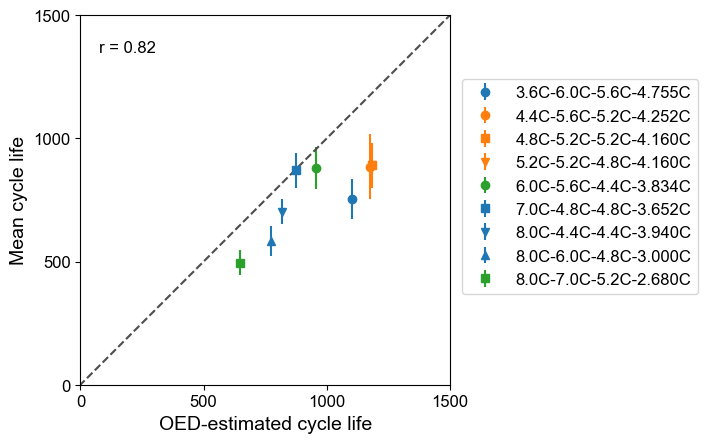 1500
r = 0.82
1000
500
0
Mean cycle life
0
500
1000
1500
OED-estimated cycle life
3.6C-6.0C-5.6C-4.755C
4.4C-5.6C-5.2C-4.252C
4.8C-5.2C-5.2C-4.160C
5.2C-5.2C-4.8C-4.160C
6.0C-5.6C-4.4C-3.834C
7.0C-4.8C-4.8C-3.652C
8.0C-4.4C-4.4C-3.940C
8.0C-6.0C-4.8C-3.000C
8.0C-7.0C-5.2C-2.680C